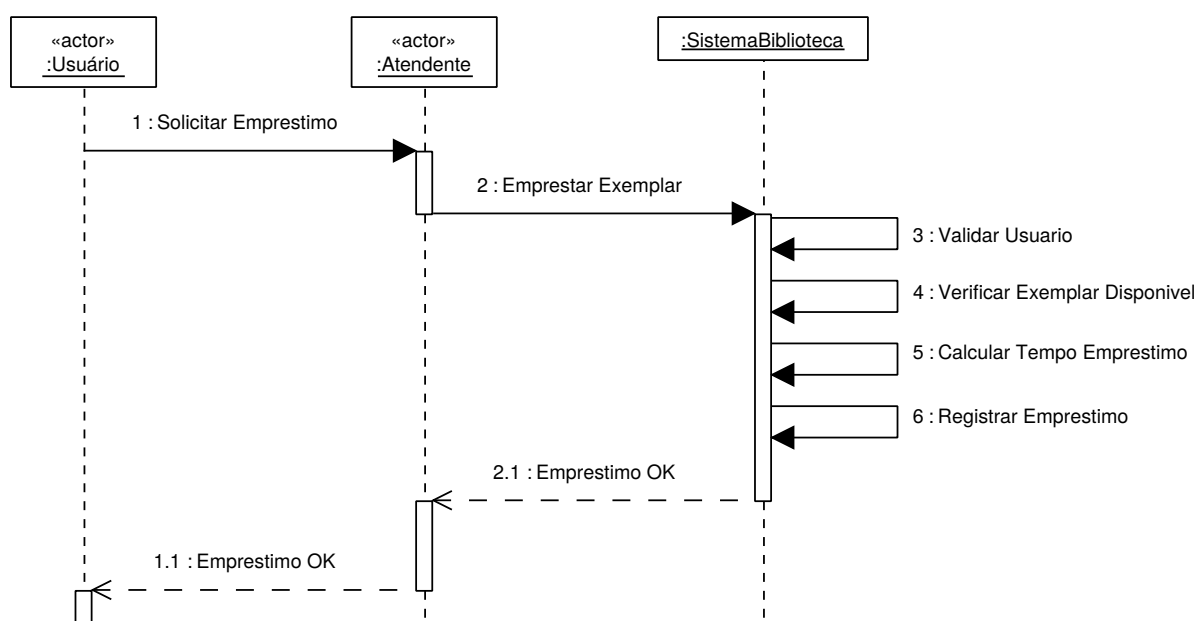 «actor»
:Usuário
«actor»
:Atendente
:SistemaBiblioteca
1 : Solicitar Emprestimo
2 : Emprestar Exemplar
3 : Validar Usuario
4 : Verificar Exemplar Disponivel
5 : Calcular Tempo Emprestimo
6 : Registrar Emprestimo
2.1 : Emprestimo OK
1.1 : Emprestimo OK